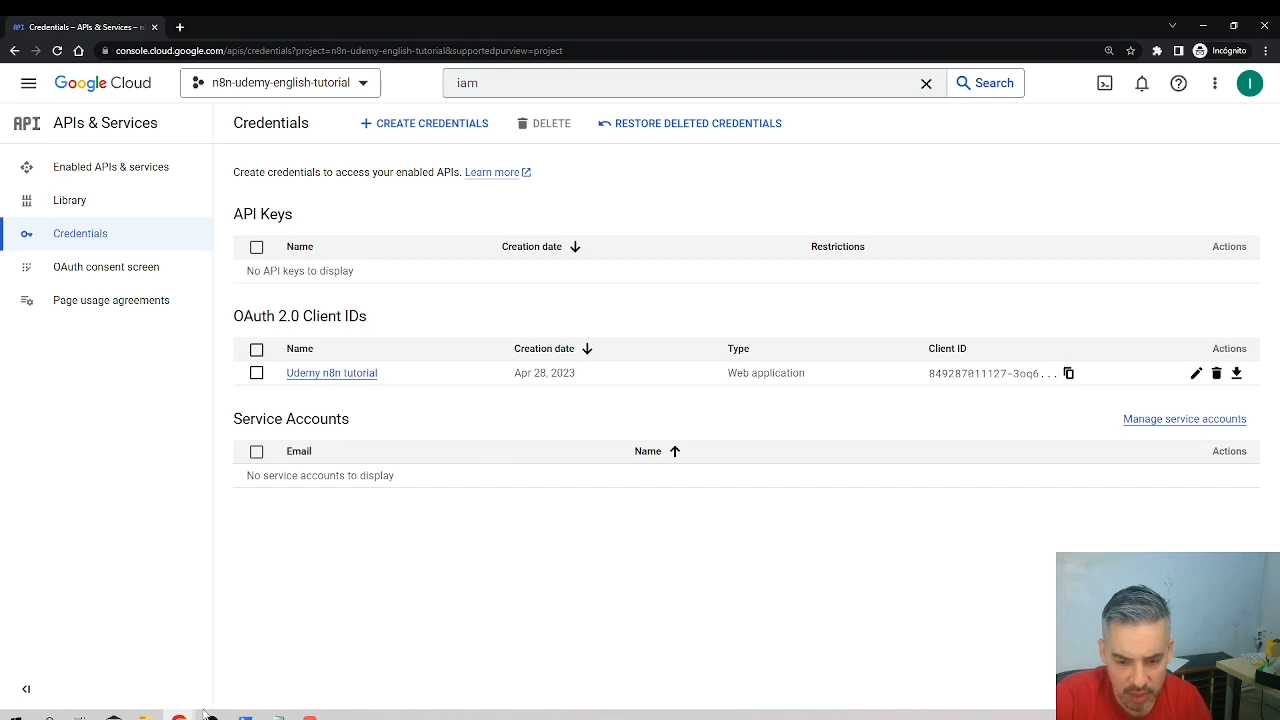 API Credentials – APIs & Services – n
console.cloud.google.com/apis/credentials?project=n8n-udemy-english-tutorial&supportedpurview=project
Incógnito
Google Cloud
n8n-udemy-english-tutorial
iam
Search
I
API APIs & Services
Credentials
CREATE CREDENTIALS
DELETE
RESTORE DELETED CREDENTIALS
Enabled APIs & services
Library
Credentials
OAuth consent screen
Page usage agreements
Create credentials to access your enabled APIs. Learn more
API Keys
Name Creation date Restrictions Actions
No API keys to display
OAuth 2.0 Client IDs
Name Creation date Type Client ID Actions
Udemy n8n tutorial Apr 28, 2023 Web application 849287011127-3oq6...
Service Accounts Manage service accounts
Email Name Actions
No service accounts to display